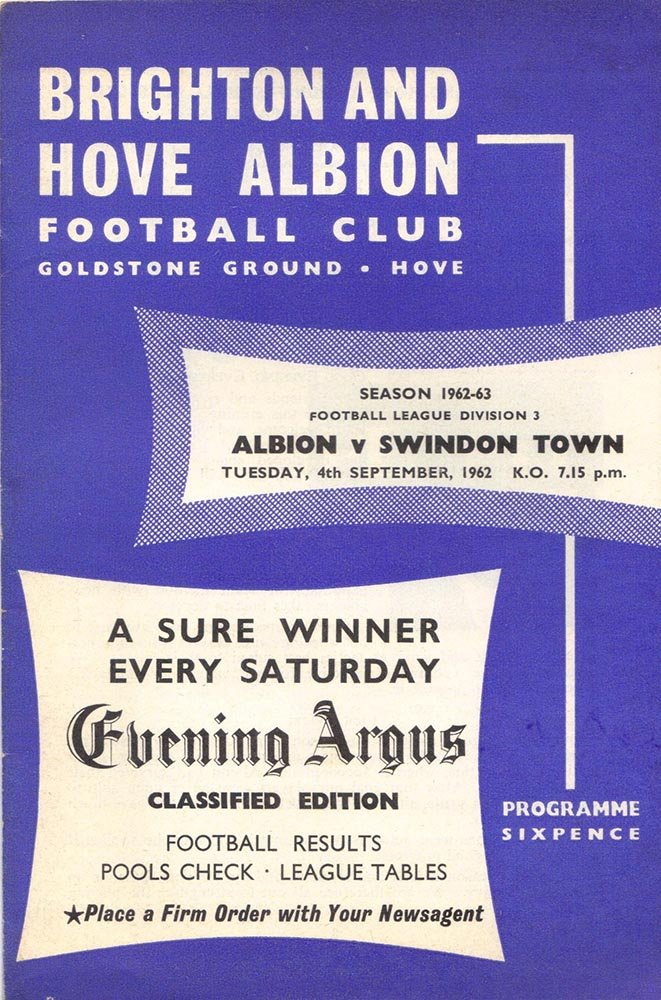 BRIGHTON AND
HOVE ALBION
FOOTBALL CLUB
GOLDSTONE GROUND • HOVE
SEASON 1962-63
FOOTBALL LEAGUE DIVISION 3
ALBION v SWINDON TOWN
TUESDAY, 4th SEPTEMBER, 1962 K.O. 7.15 p.m.
A SURE WINNER
EVERY SATURDAY
Evening Argus
CLASSIFIED EDITION
FOOTBALL RESULTS
POOLS CHECK · LEAGUE TABLES
★Place a Firm Order with Your Newsagent
PROGRAMME
SIXPENCE